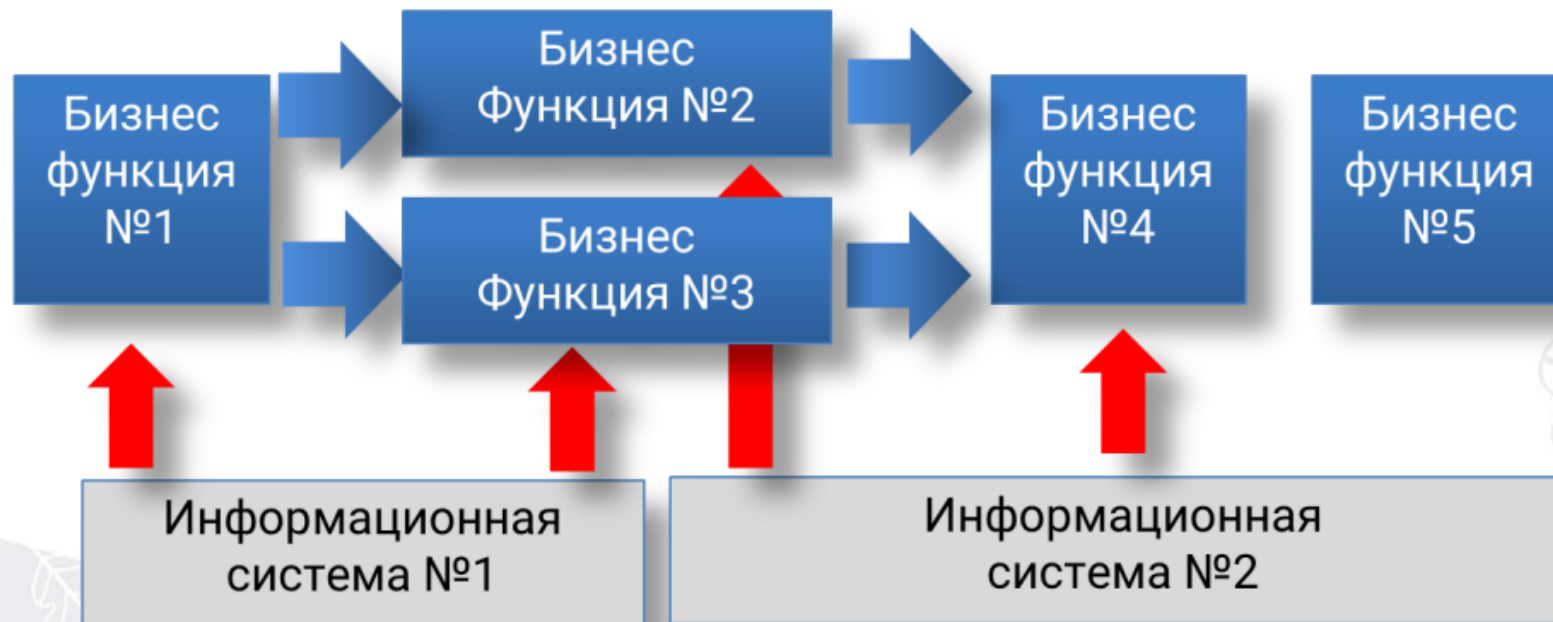 Бизнес
функция
№1
Бизнес
Функция №2
Бизнес
Функция №3
Бизнес
функция
№4
Бизнес
функция
№5
Информационная
система №1
Информационная
система №2